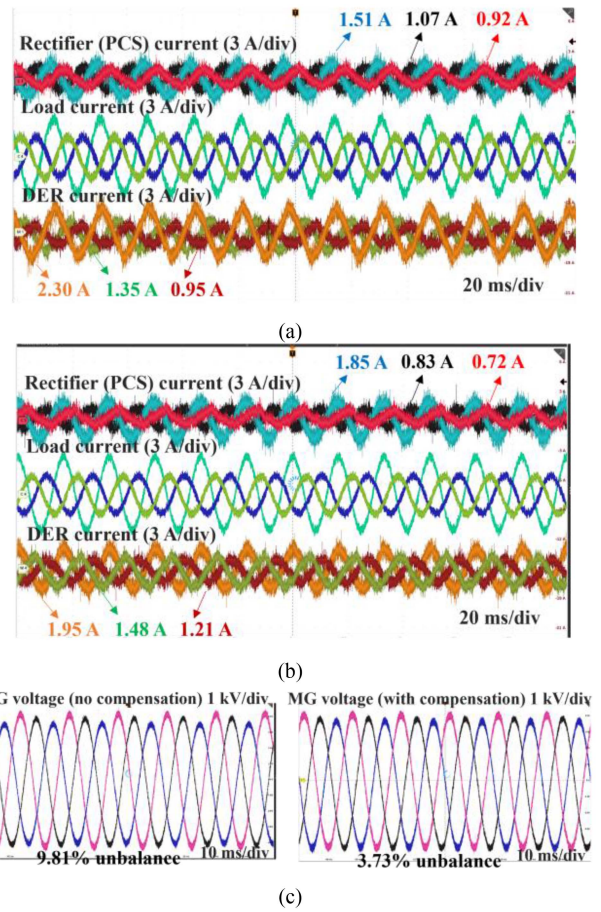 1.51 A 1.07 A 0.92 A
Rectifier (PCS) current (3 A/div)
Load current (3 A/div)
DER current (3 A/div)
2.30 A 1.35 A 0.95 A
20 ms/div
(a)
1.85 A 0.83 A 0.72 A
Rectifier (PCS) current (3 A/div)
Load current (3 A/div)
DER current (3 A/div)
1.95 A 1.48 A 1.21 A
20 ms/div
(b)
G voltage (no compensation) 1 kV/div
9.81% unbalance
10 ms/div
MG voltage (with compensation) 1 kV/div
3.73% unbalance
10 ms/div
(c)